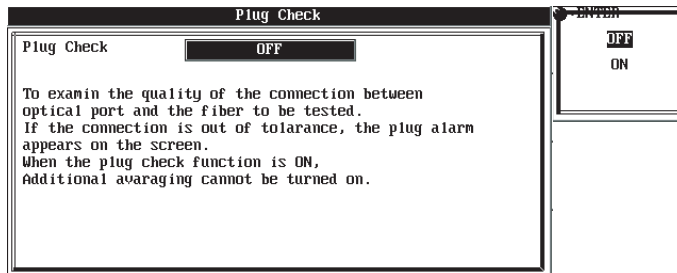 Plug Check
ENTER
Plug Check OFF
OFF
ON
To examin the quality of the connection between
optical port and the fiber to be tested.
If the connection is out of tolarance, the plug alarm
appears on the screen.
When the plug check function is ON,
Additional avaraging cannot be turned on.